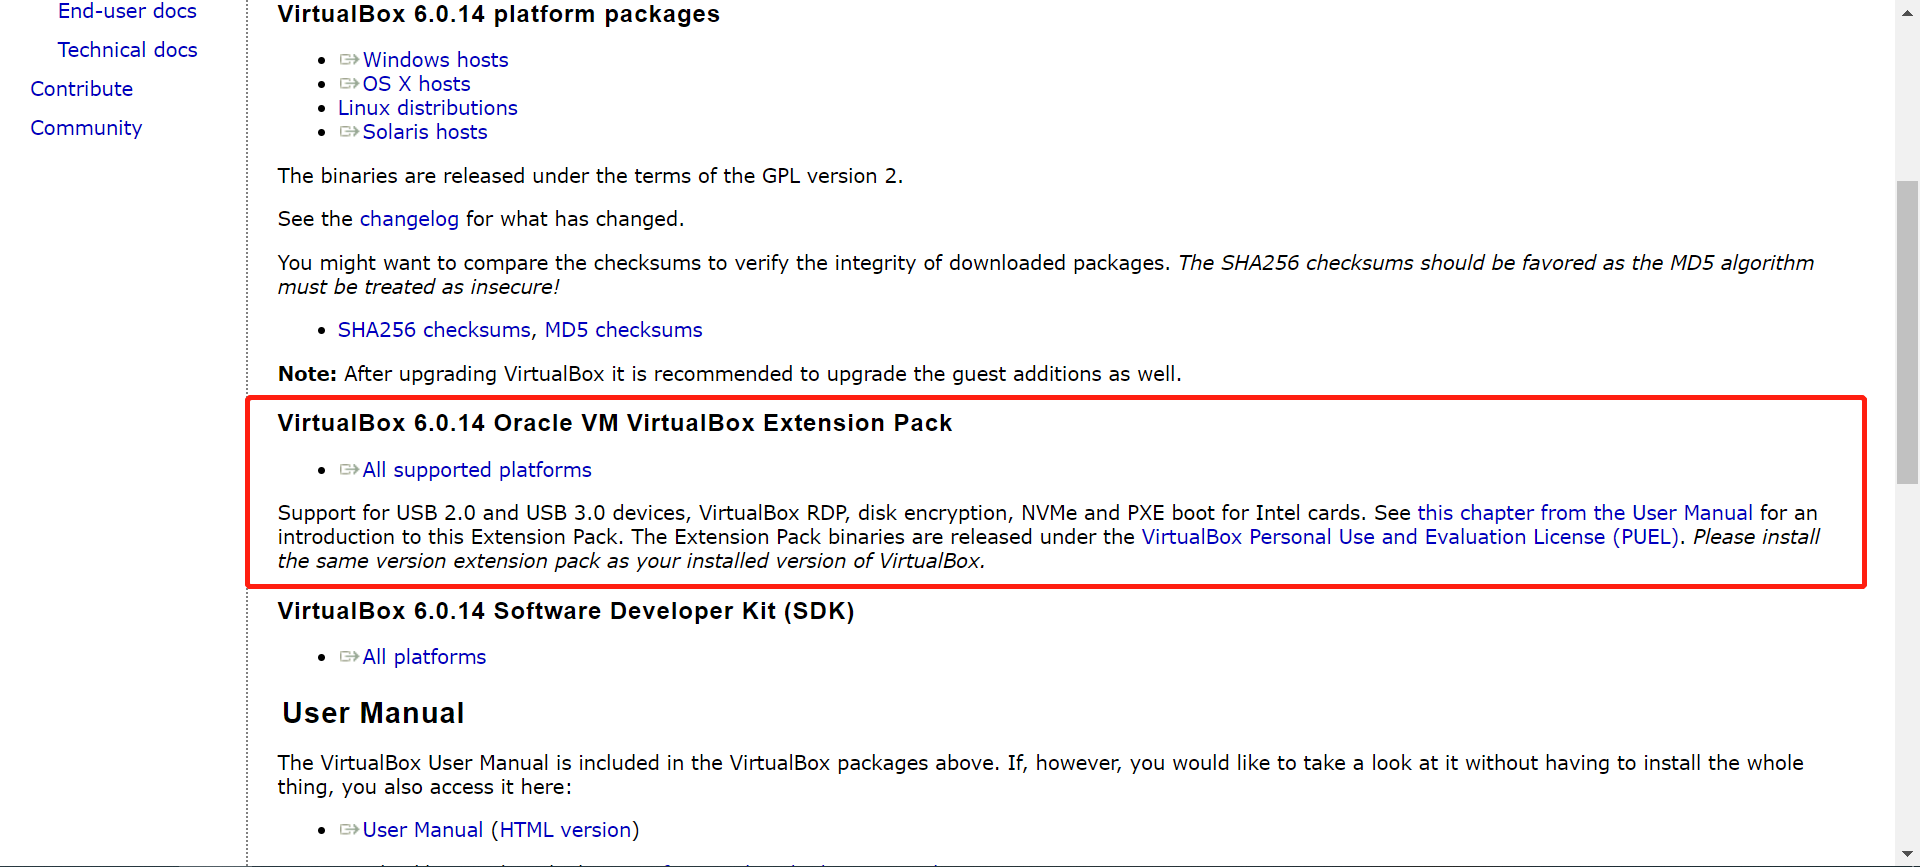 End-user docs
Technical docs
Contribute
Community
VirtualBox 6.0.14 platform packages
Windows hosts
OS X hosts
Linux distributions
Solaris hosts
The binaries are released under the terms of the GPL version 2.
See the changelog for what has changed.
You might want to compare the checksums to verify the integrity of downloaded packages. The SHA256 checksums should be favored as the MD5 algorithm
must be treated as insecure!
SHA256 checksums, MD5 checksums
Note: After upgrading VirtualBox it is recommended to upgrade the guest additions as well.
VirtualBox 6.0.14 Oracle VM VirtualBox Extension Pack
All supported platforms
Support for USB 2.0 and USB 3.0 devices, VirtualBox RDP, disk encryption, NVMe and PXE boot for Intel cards. See this chapter from the User Manual for an
introduction to this Extension Pack. The Extension Pack binaries are released under the VirtualBox Personal Use and Evaluation License (PUEL). Please install
the same version extension pack as your installed version of VirtualBox.
VirtualBox 6.0.14 Software Developer Kit (SDK)
All platforms
User Manual
The VirtualBox User Manual is included in the VirtualBox packages above. If, however, you would like to take a look at it without having to install the whole
thing, you also access it here:
User Manual (HTML version)